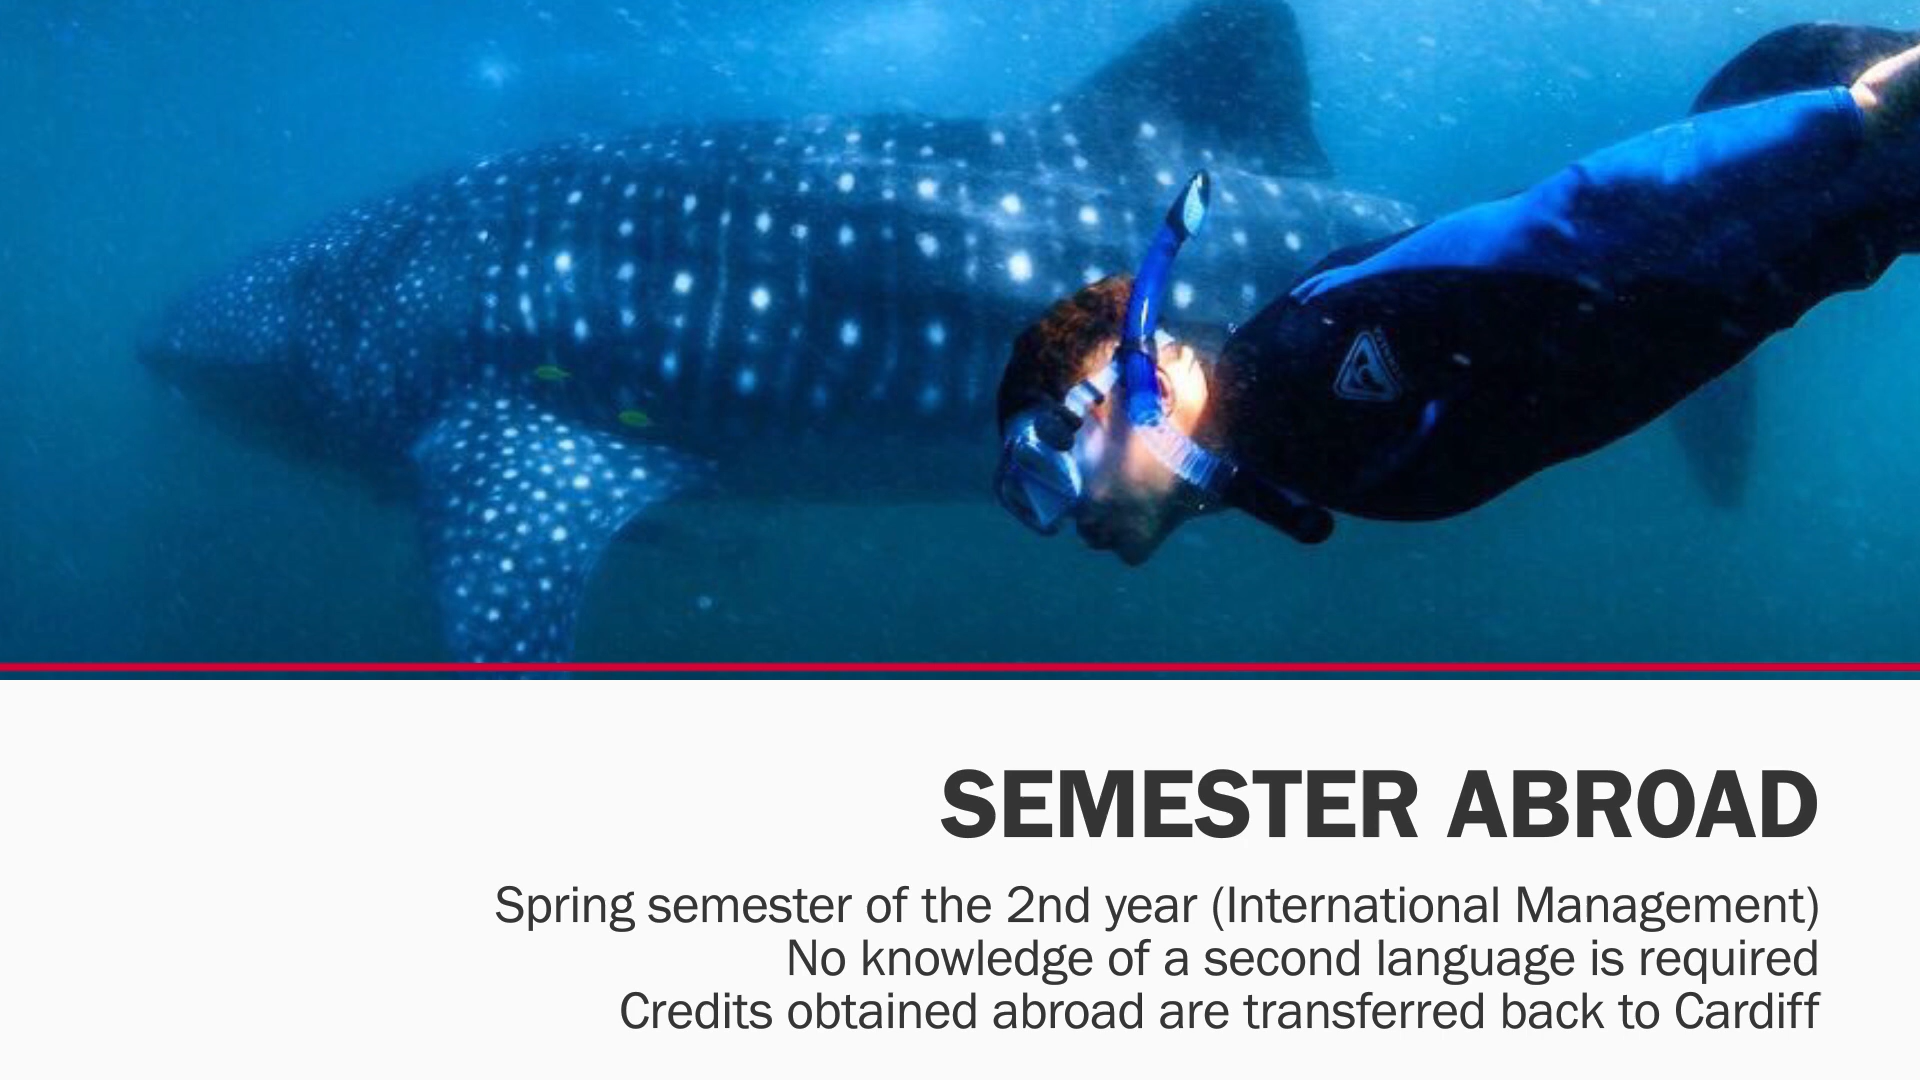 SEMESTER ABROAD
Spring semester of the 2nd year (International Management)
No knowledge of a second language is required
Credits obtained abroad are transferred back to Cardiff